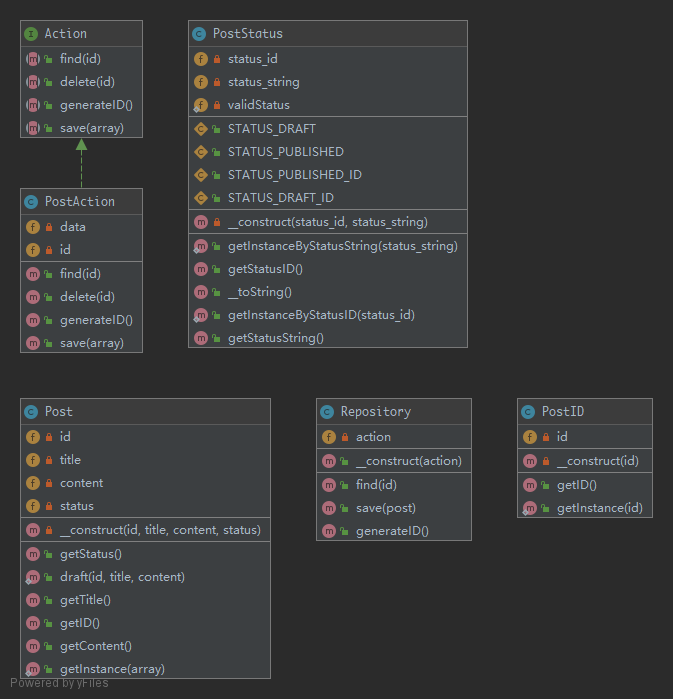 Action
find(id)
delete(id)
generateID()
save(array)
PostAction
data
id
find(id)
delete(id)
generateID()
save(array)
PostStatus
status_id
status_string
validStatus
STATUS_DRAFT
STATUS_PUBLISHED
STATUS_PUBLISHED_ID
STATUS_DRAFT_ID
__construct(status_id, status_string)
getInstanceByStatusString(status_string)
getStatusID()
__toString()
getInstanceByStatusID(status_id)
getStatusString()
Post
id
title
content
status
__construct(id, title, content, status)
getStatus()
draft(id, title, content)
getTitle()
getID()
getContent()
getInstance(array)
Repository
action
__construct(action)
find(id)
save(post)
generateID()
PostID
id
__construct(id)
getID()
getInstance(id)
Powered by yFiles